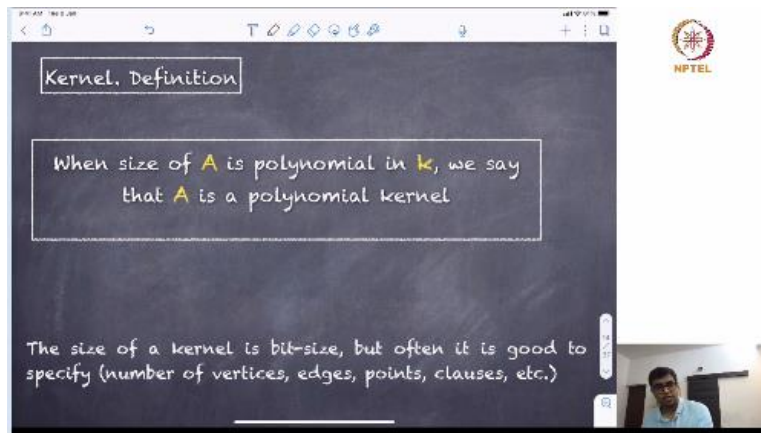 Kernel. Definition
NPTEL
When size of A is polynomial in k, we say
that A is a polynomial kernel
The size of a kernel is bit-size, but often it is good to
specify (number of vertices, edges, points, clauses, etc.)